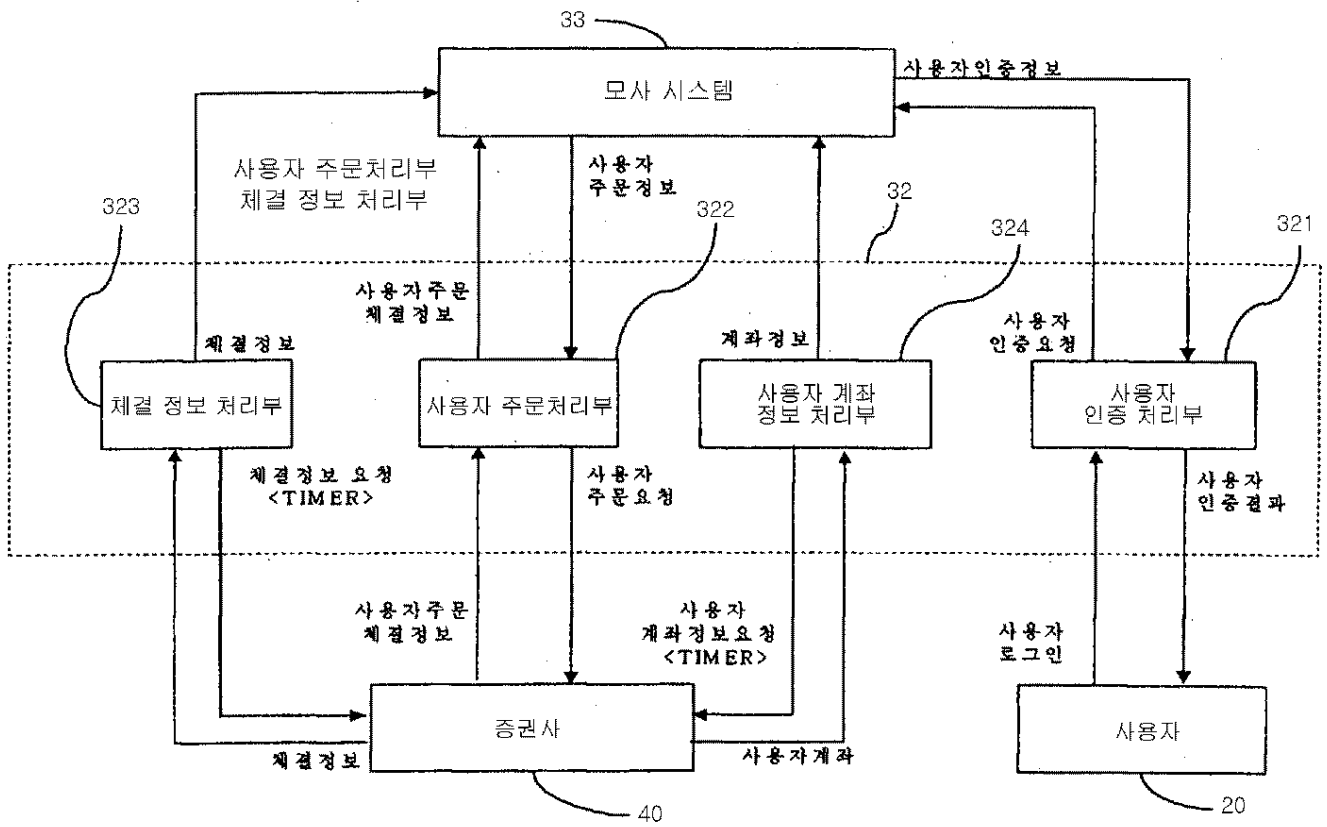 33
모사 시스템
사용자인증정보
사용자 주문처리부
체결 정보 처리부
사용자
주문정보
323
322
32
324
321
사용자주문
체결정보
체결정보
계좌정보
사용자
인증요청
체결 정보 처리부
사용자 주문처리부
사용자 계좌
정보 처리부
사용자
인증 처리부
체결정보 요청
<TIMER>
사용자
주문요청
사용자
인증결과
사용자주문
체결정보
사용자
계좌정보요청
<TIMER>
사용자
로그인
증권사
사용자
체결정보
사용자계좌
40
20